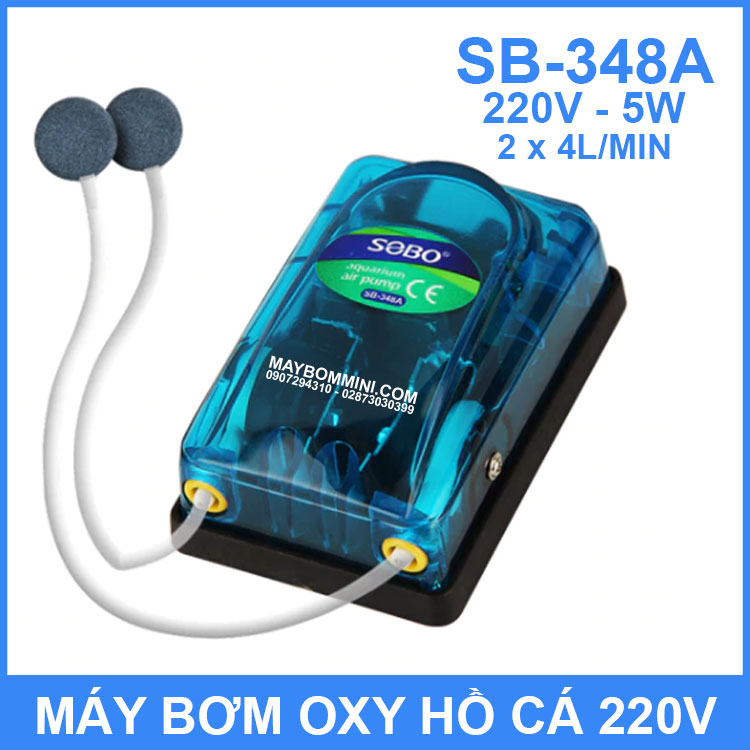 SB-348A
220V - 5W
2 x 4L/MIN
SOBO®
aquarium
air pump CE
SB-348A
MAYBOMMINI.COM
0907294310 - 02873030399
MÁY BƠM OXY HỒ CÁ 220V